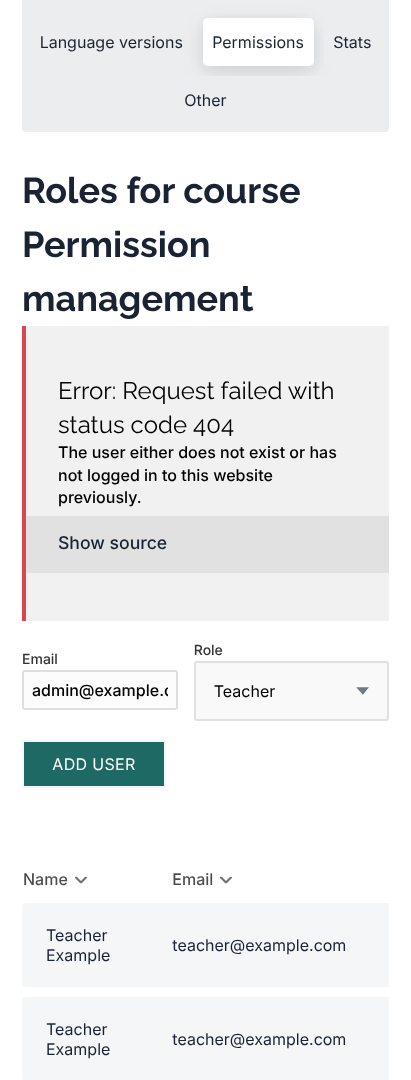 Language versions
Permissions
Stats
Other
Roles for course
Permission
management
Error: Request failed with
status code 404
The user either does not exist or has
not logged in to this website
previously.
Show source
Email
Role
admin@example.c
Teacher
ADD USER
Name
Email
Teacher
Example
teacher@example.com
Teacher
Example
teacher@example.com